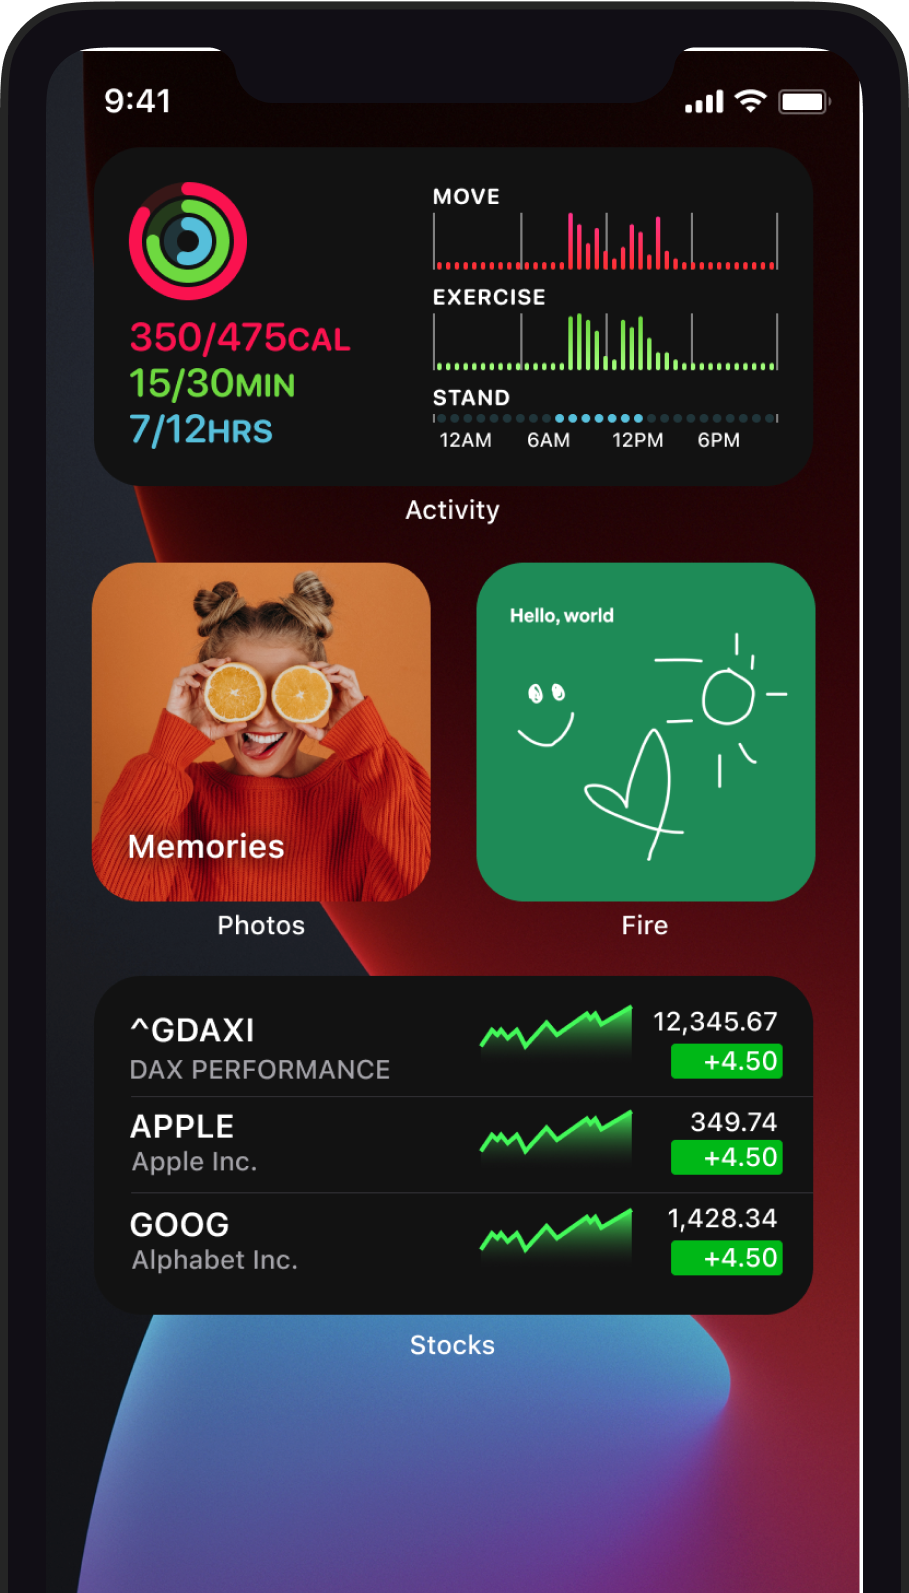 9:41
350/475CAL
15/30MIN
7/12HRS
MOVE
EXERCISE
STAND
12AM 6AM 12PM 6PM
Activity
Memories
Photos
Hello, world
Fire
^GDAXI
DAX PERFORMANCE
12,345.67
+4.50
APPLE
Apple Inc.
349.74
+4.50
GOOG
Alphabet Inc.
1,428.34
+4.50
Stocks